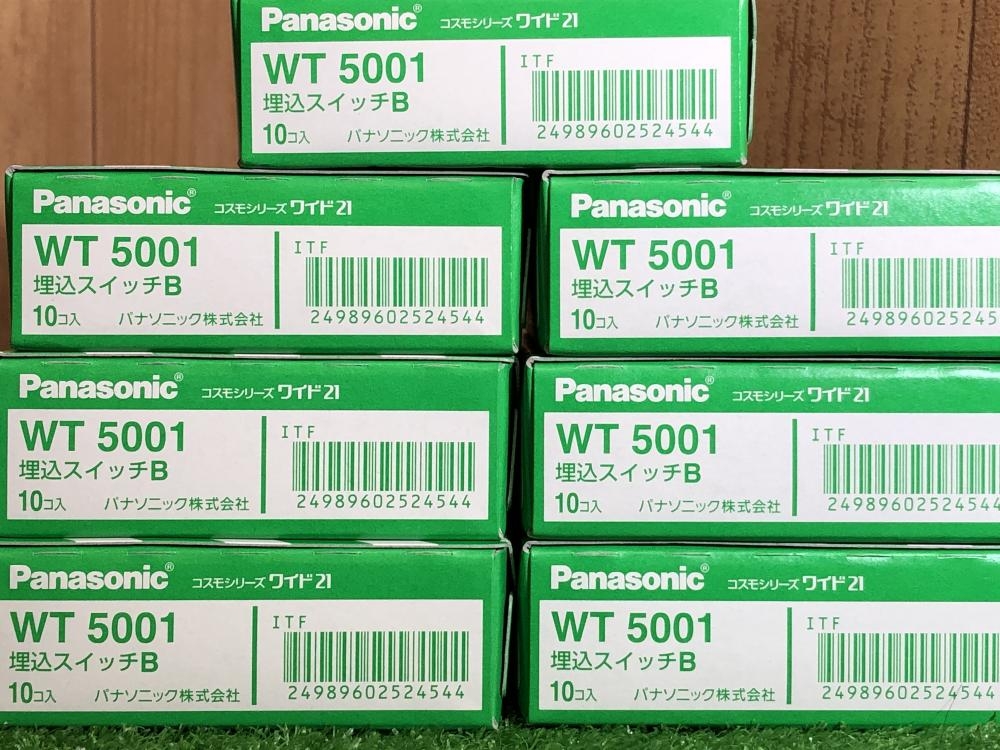 Panasonic® コスモシリーズ ワイド21
WT 5001
埋込スイッチB
10コ入 パナソニック株式会社
ITF
24989602524544
Panasonic® コスモシリーズ ワイド21
WT 5001
埋込スイッチB
10コ入 パナソニック株式会社
ITF
24989602524544
Panasonic® コスモシリーズ ワイド21
WT 5001
埋込スイッチB
10コ入 パナソニック株式会社
ITF
249896025245
Panasonic® コスモシリーズ ワイド21
WT 5001
埋込スイッチB
10コ入 パナソニック株式会社
ITF
24989602524544
Panasonic® コスモシリーズ ワイド21
WT 5001
埋込スイッチB
10コ入 パナソニック株式会社
ITF
2498960252454
Panasonic® コスモシリーズ ワイド21
WT 5001
埋込スイッチB
10コ入 パナソニック株式会社
ITF
24989602524544
Panasonic® コスモシリーズ ワイド21
WT 5001
埋込スイッチB
10コ入 パナソニック株式会社
ITF
2498960252454